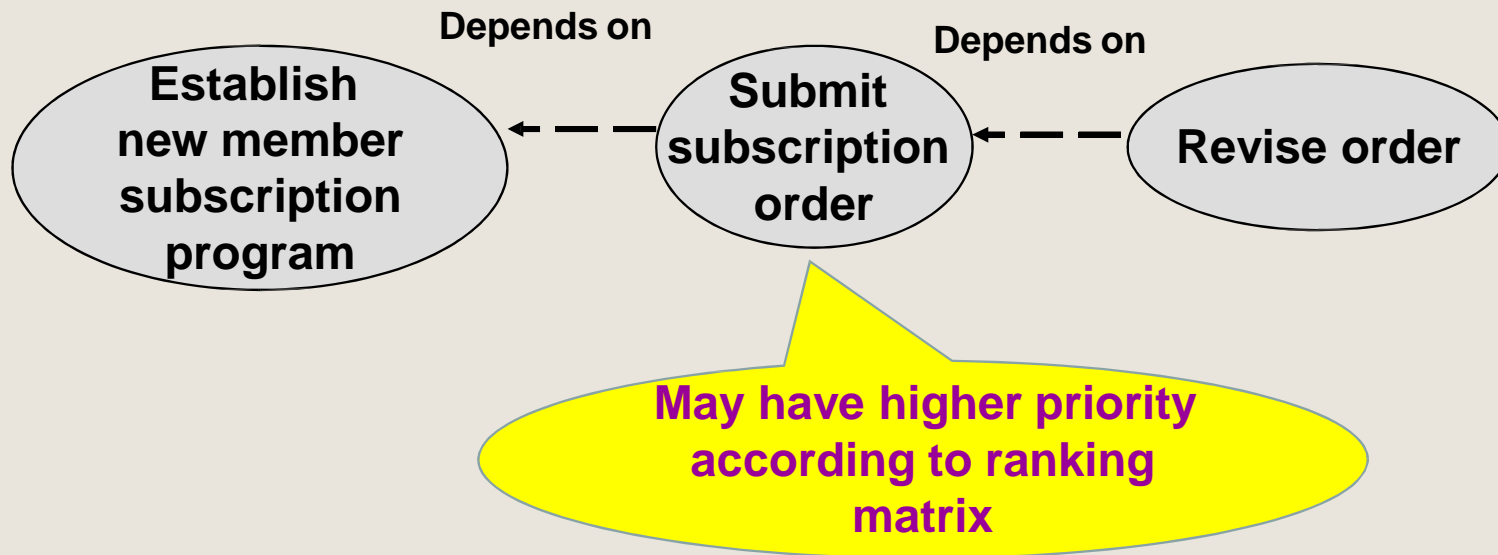 Depends on
Depends on
Establish
new member
subscription
program
Submit
subscription
order
Revise order
May have higher priority
according to ranking
matrix